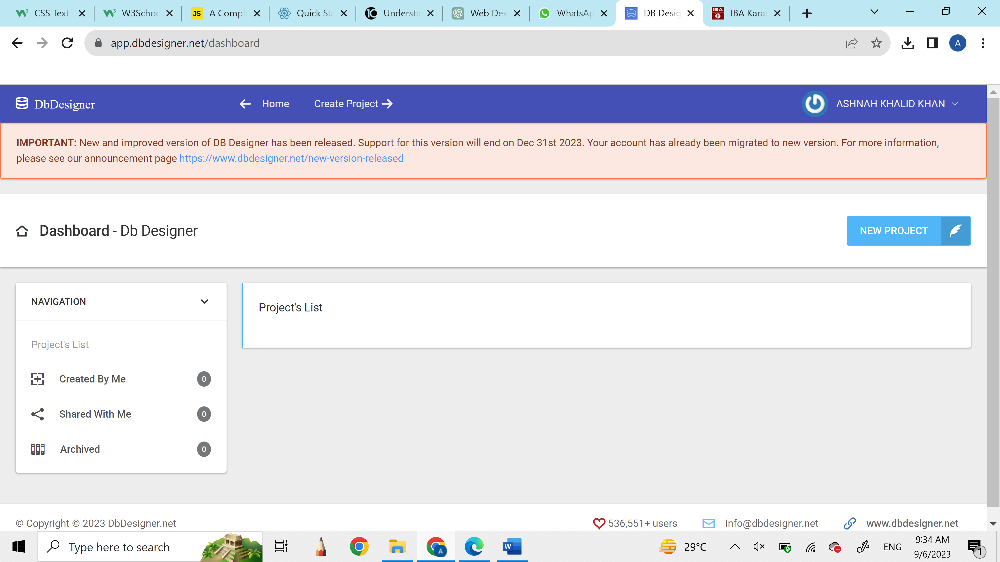 CSS Text
W3Schoo
A Comple
Quick Sta
Understa
Web Dev
WhatsAp
DB Desig
IBA Karac
app.dbdesigner.net/dashboard
A
DbDesigner
Home
Create Project
ASHNAH KHALID KHAN
IMPORTANT: New and improved version of DB Designer has been released. Support for this version will end on Dec 31st 2023. Your account has already been migrated to new version. For more information,
please see our announcement page https://www.dbdesigner.net/new-version-released
Dashboard - Db Designer
NEW PROJECT
NAVIGATION
Project's List
Project's List
Created By Me 0
Shared With Me 0
Archived 0
© Copyright © 2023 DbDesigner.net
536,551+ users
info@dbdesigner.net
www.dbdesigner.net
Type here to search
29°C
ENG
9:34 AM
9/6/2023
1